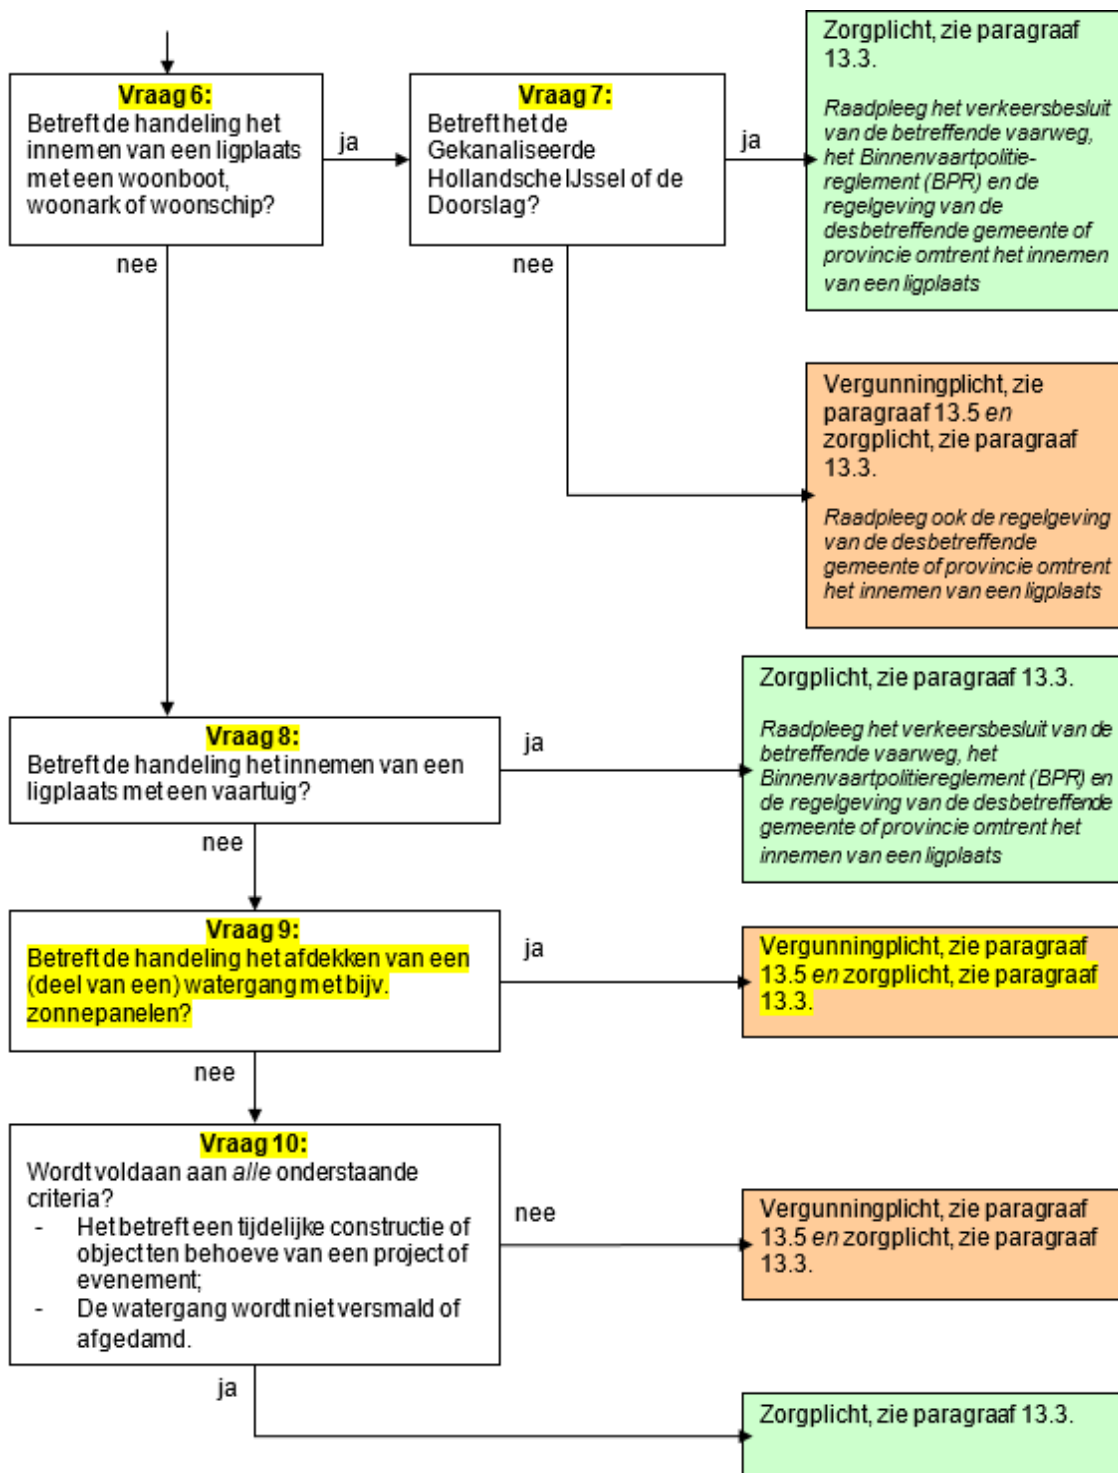 Vraag 6:
Betreft de handeling het
innemen van een ligplaats
met een woonboot,
woonark of woonschip?
ja
nee
Vraag 7:
Betreft het de
Gekanaliseerde
Hollandsche IJssel of de
Doorslag?
ja
nee
Zorgplicht, zie paragraaf
13.3.
Raadpleeg het verkeersbesluit
van de betreffende vaarweg,
het Binnenvaartpolitie-
reglement (BPR) en de
regelgeving van de
desbetreffende gemeente of
provincie omtrent het innemen
van een ligplaats
Vergunningplicht, zie
paragraaf 13.5 en
zorgplicht, zie paragraaf
13.3.
Raadpleeg ook de regelgeving
van de desbetreffende
gemeente of provincie omtrent
het innemen van een ligplaats
Vraag 8:
Betreft de handeling het innemen van een
ligplaats met een vaartuig?
ja
nee
Zorgplicht, zie paragraaf 13.3.
Raadpleeg het verkeersbesluit van de
betreffende vaarweg, het
Binnenvaartpolitiereglement (BPR) en
de regelgeving van de desbetreffende
gemeente of provincie omtrent het
innemen van een ligplaats
Vraag 9:
Betreft de handeling het afdekken van een
(deel van een) watergang met bijv.
zonnepanelen?
ja
nee
Vergunningplicht, zie paragraaf
13.5 en zorgplicht, zie paragraaf
13.3.
Vraag 10:
Wordt voldaan aan alle onderstaande
criteria?
- Het betreft een tijdelijke constructie of
object ten behoeve van een project of
evenement;
- De watergang wordt niet versmald of
afgedamd.
nee
ja
Vergunningplicht, zie paragraaf
13.5 en zorgplicht, zie paragraaf
13.3.
Zorgplicht, zie paragraaf 13.3.